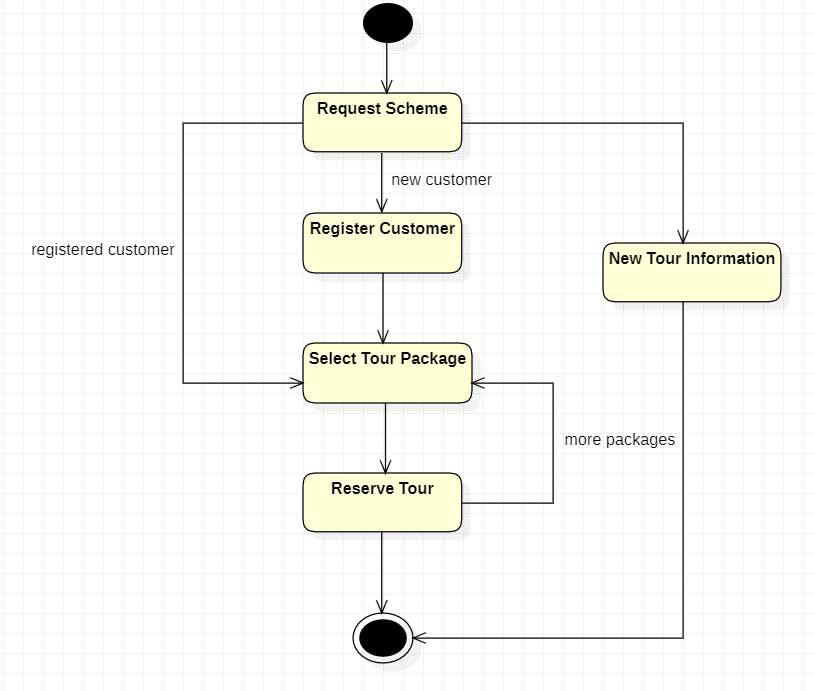 Request Scheme
new customer
Register Customer
registered customer
New Tour Information
Select Tour Package
more packages
Reserve Tour